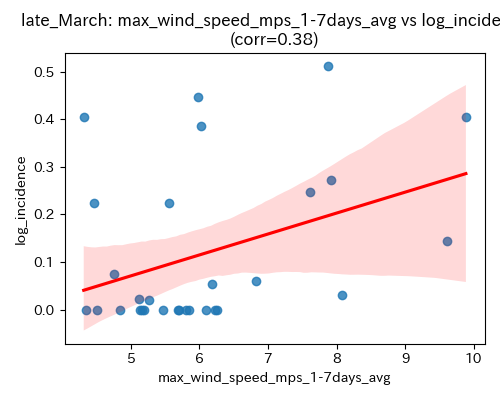 late_March: max_wind_speed_mps_1-7days_avg vs log_incide
(corr=0.38)
log_incidence
0.5
0.4
0.3
0.2
0.1
0.0
5 6 7 8 9 10
max_wind_speed_mps_1-7days_avg